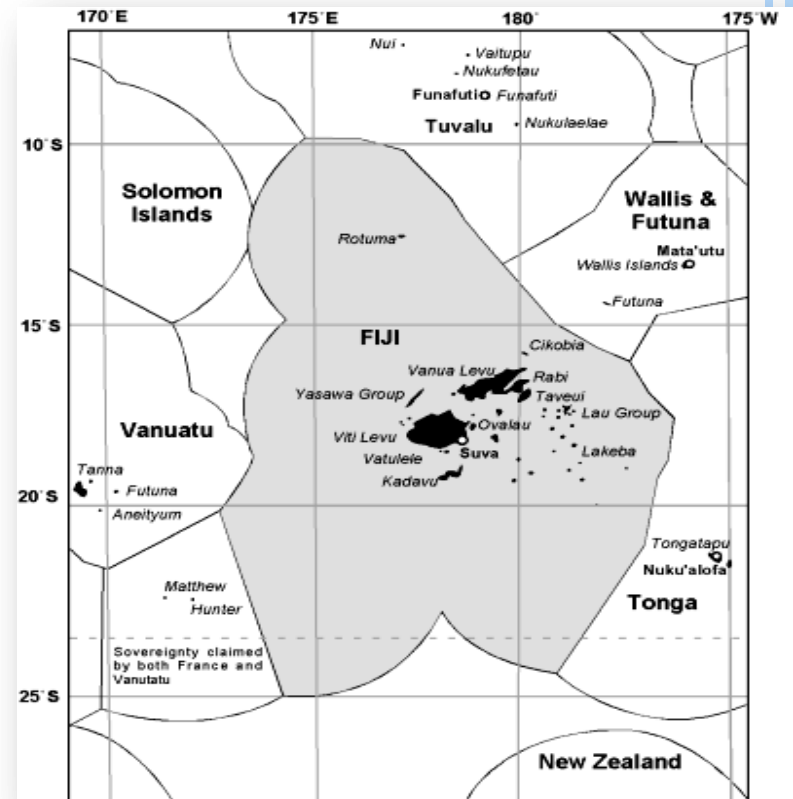 170°E
175°E
180°
175°W
Nui
Vaitupu
Nukufetau
Funafuti
Funafuti
Tuvalu
Nukulaelae
10°S
Solomon
Islands
Wallis &
Futuna
Mata'utu
Rotuma
Wallis Islands
Futuna
15°S
FIJI
Cikobia
Vanua Levu
Rabi
Yasawa Group
Taveui
Lau Group
Vanuatu
Ovalau
Viti Levu
Suva
Vatulele
Lakeba
Tanna
Kadavu
Futuna
20°S
Aneityum
Tongatapu
Nuku'alofa
Matthew
Hunter
Tonga
Sovereignty claimed
by both France and
Vanutatu
25°S
New Zealand